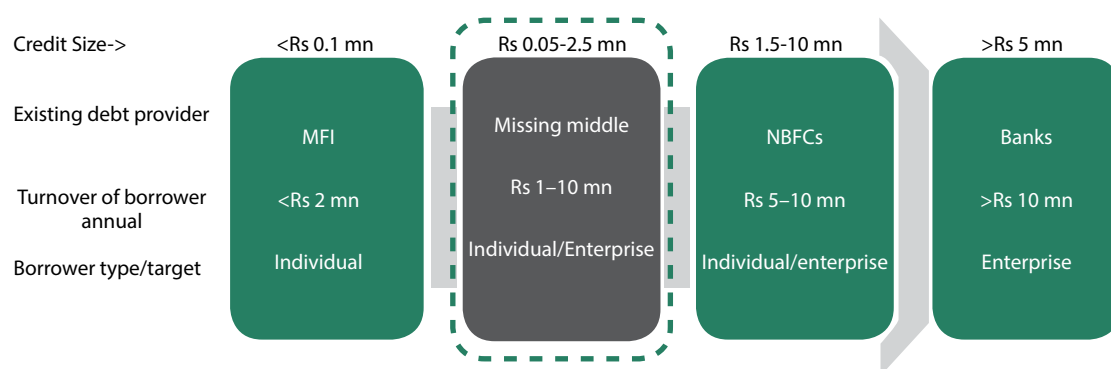 Credit Size-> <Rs 0.1 mn Rs 0.05-2.5 mn Rs 1.5-10 mn >Rs 5 mn
Existing debt provider
MFI Missing middle NBFCs Banks
Turnover of borrower
annual
<Rs 2 mn Rs 1–10 mn Rs 5–10 mn >Rs 10 mn
Borrower type/target
Individual Individual/Enterprise Individual/enterprise Enterprise